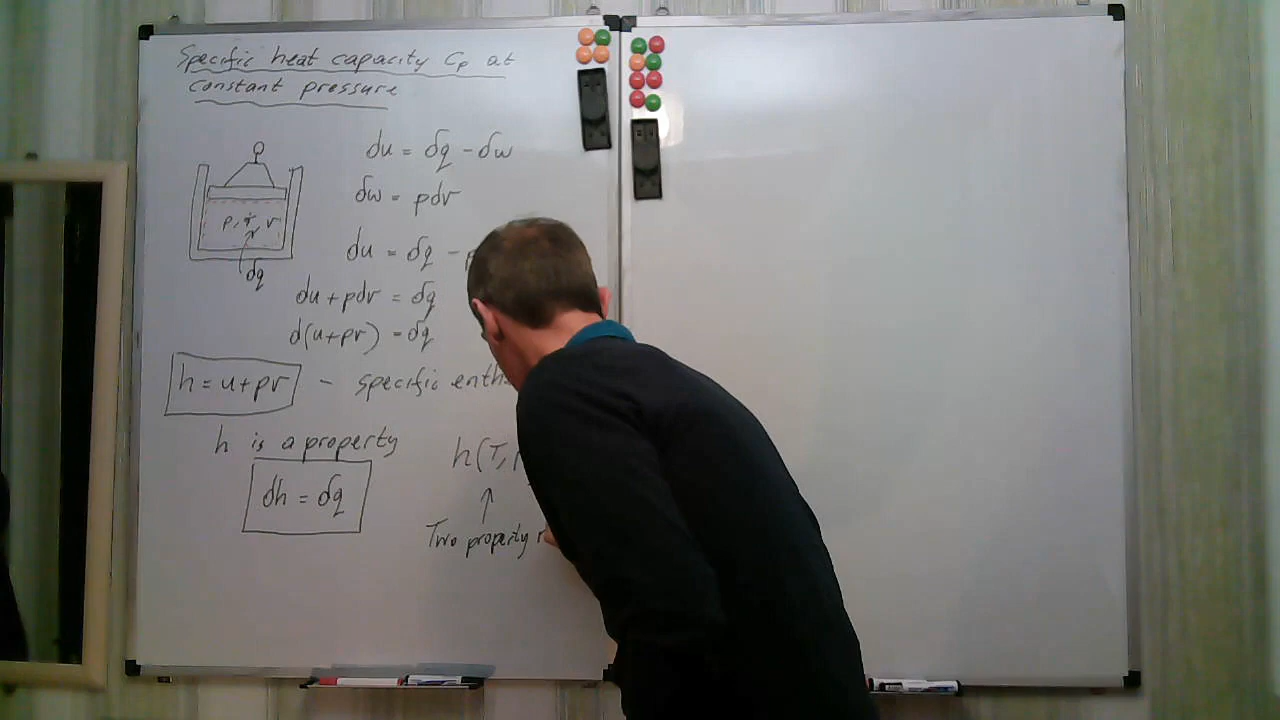 Specific heat capacity Cp at
constant pressure
du = δq - δw
δw = pdv
p, T, v
δq
du = δq -
du + pdv = δq
d(u+pv) = δq
h = u+pv - specific
h is a property
h(T,
dh = δq
Two property